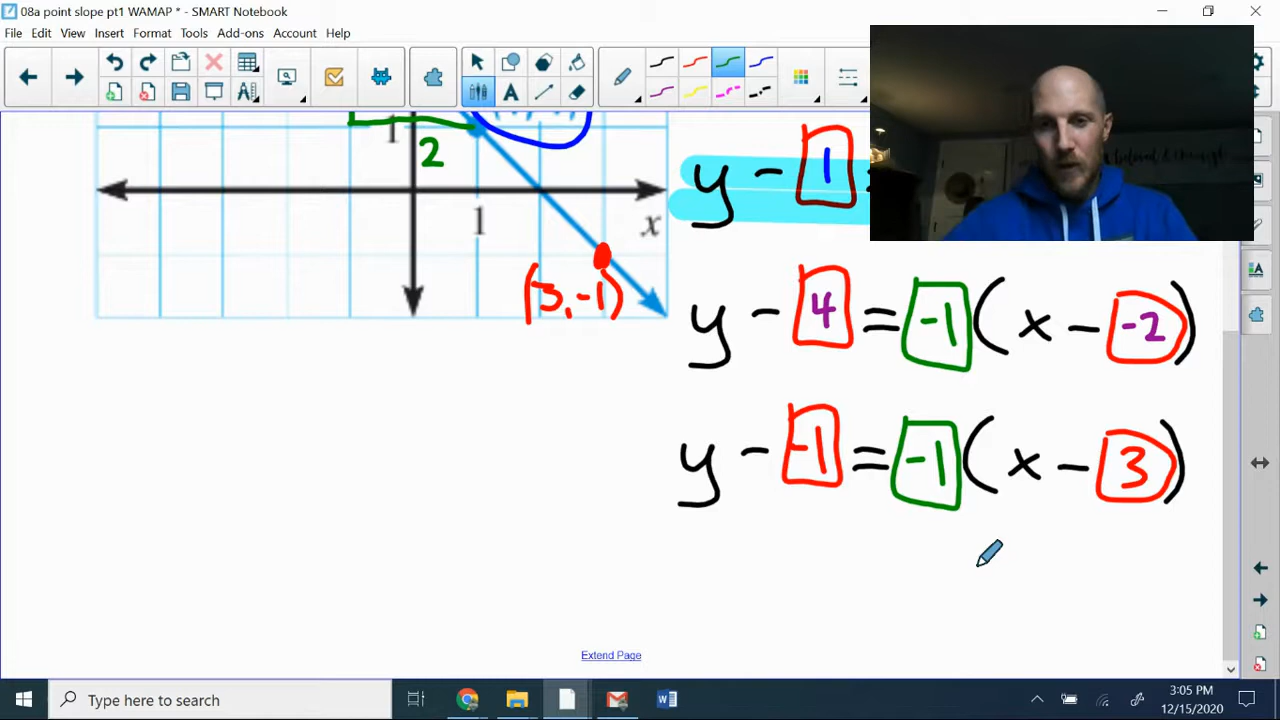 08a point slope pt1 WAMAP * - SMART Notebook
File Edit View Insert Format Tools Add-ons Account Help
1
2
1
x
(3,-1)
y - 1
y - 4 = -1(x - -2)
y - -1 = -1(x - 3)
Extend Page
Type here to search
3:05 PM
12/15/2020